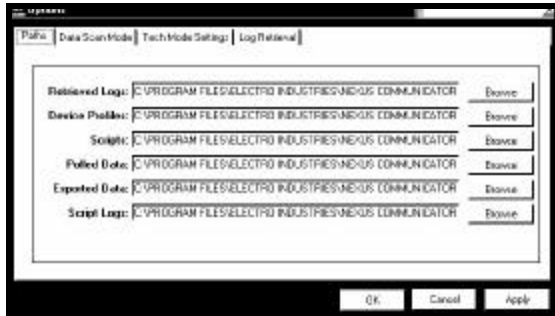 Options
Paths Data Scan Mode Tech Mode Settings Log Retrieval
Retrieved Logs: C:\PROGRAM FILES\ELECTRO INDUSTRIES\NEXUS COMMUNICATOR Browse
Device Profiles: C:\PROGRAM FILES\ELECTRO INDUSTRIES\NEXUS COMMUNICATOR Browse
Scripts: C:\PROGRAM FILES\ELECTRO INDUSTRIES\NEXUS COMMUNICATOR Browse
Polled Data: C:\PROGRAM FILES\ELECTRO INDUSTRIES\NEXUS COMMUNICATOR Browse
Exported Data: C:\PROGRAM FILES\ELECTRO INDUSTRIES\NEXUS COMMUNICATOR Browse
Script Logs: C:\PROGRAM FILES\ELECTRO INDUSTRIES\NEXUS COMMUNICATOR Browse
OK Cancel Apply